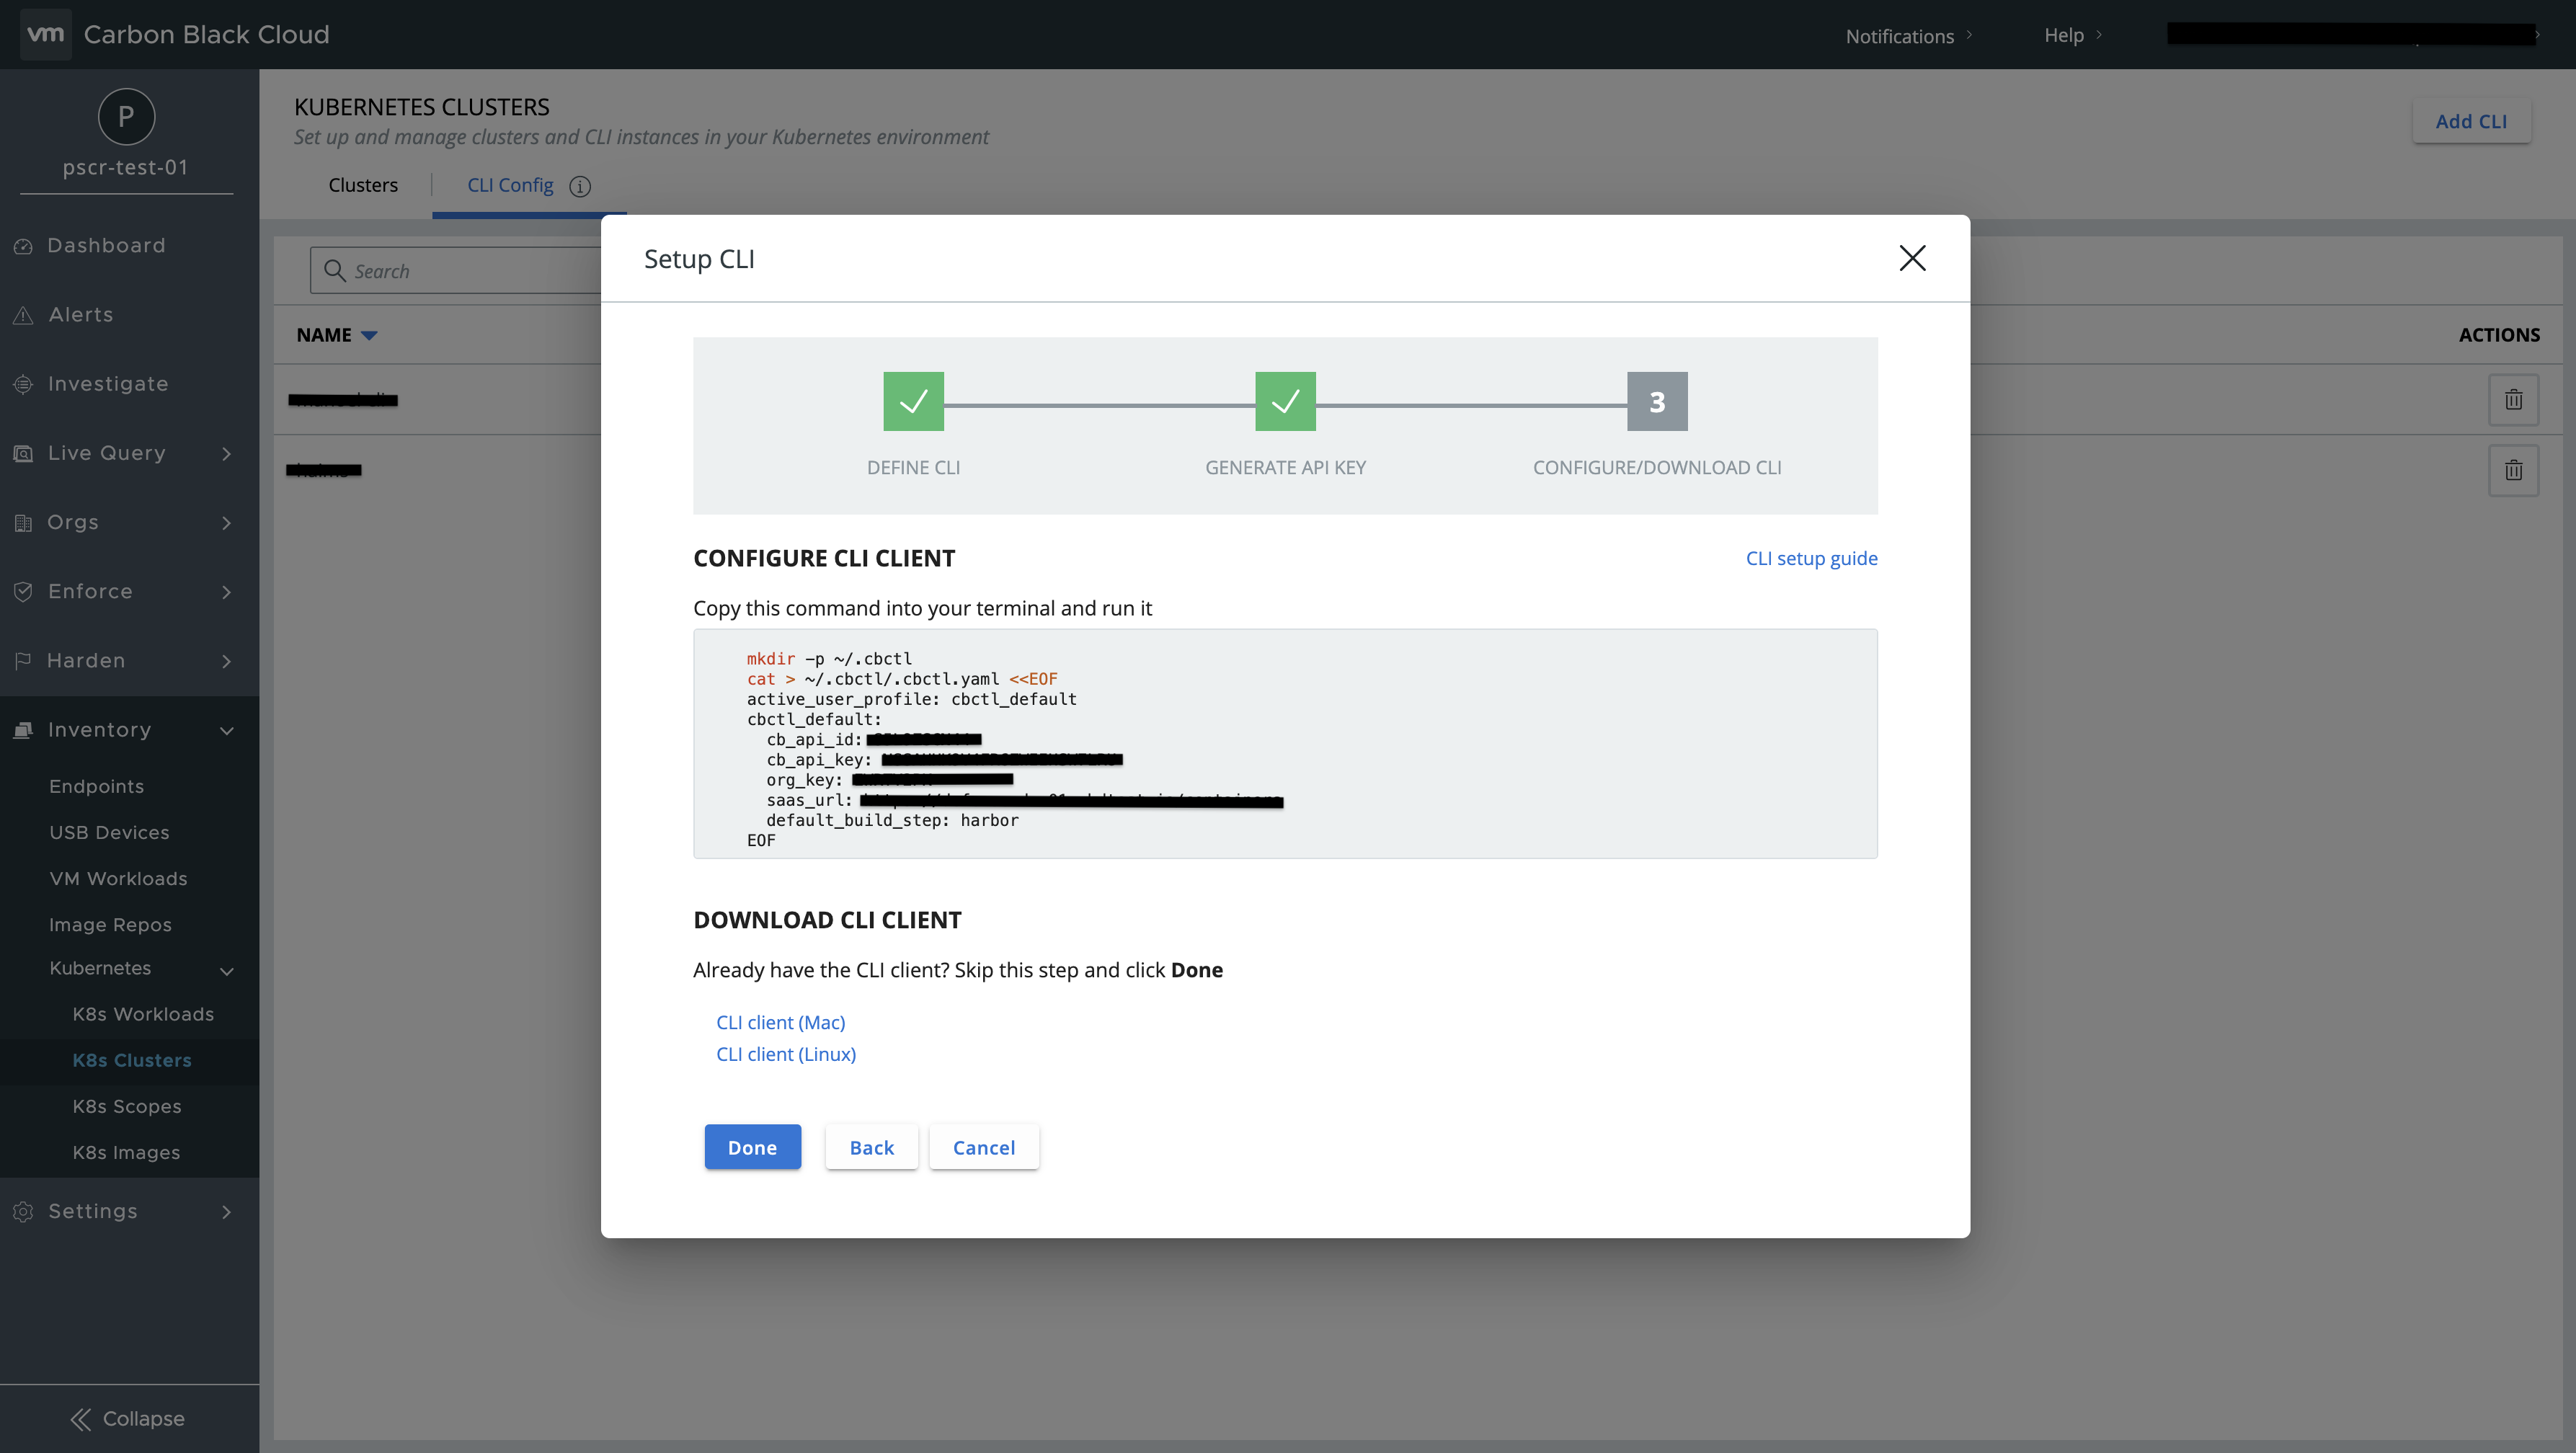 vm Carbon Black Cloud
Notifications
Help
P
pscr-test-01
Dashboard
Alerts
Investigate
Live Query
Orgs
Enforce
Harden
Inventory
Endpoints
USB Devices
VM Workloads
Image Repos
Kubernetes
K8s Workloads
K8s Clusters
K8s Scopes
K8s Images
Settings
Collapse
KUBERNETES CLUSTERS
Set up and manage clusters and CLI instances in your Kubernetes environment
Add CLI
Clusters
CLI Config
Search
NAME
ACTIONS
Setup CLI
3
DEFINE CLI
GENERATE API KEY
CONFIGURE/DOWNLOAD CLI
CONFIGURE CLI CLIENT
CLI setup guide
Copy this command into your terminal and run it
mkdir -p ~/.cbctl
cat > ~/.cbctl/.cbctl.yaml <<EOF
active_user_profile: cbctl_default
cbctl_default:
cb_api_id:
cb_api_key:
org_key:
saas_url:
default_build_step: harbor
EOF
DOWNLOAD CLI CLIENT
Already have the CLI client? Skip this step and click Done
CLI client (Mac)
CLI client (Linux)
Done
Back
Cancel